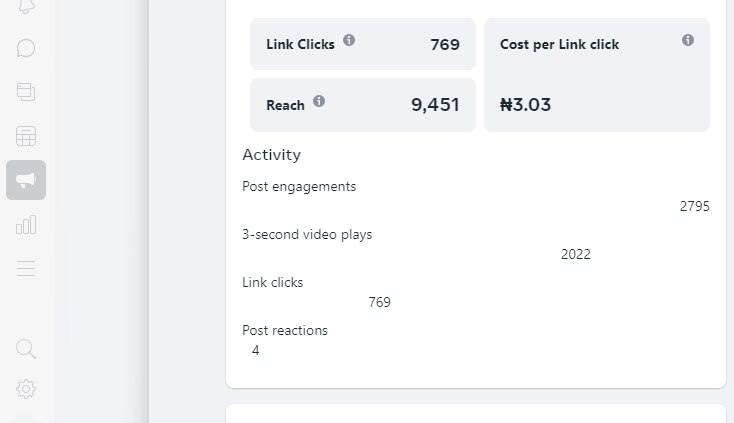 Link Clicks 769
Cost per Link click
Reach 9,451
₦3.03
Activity
Post engagements
2795
3-second video plays
2022
Link clicks
769
Post reactions
4